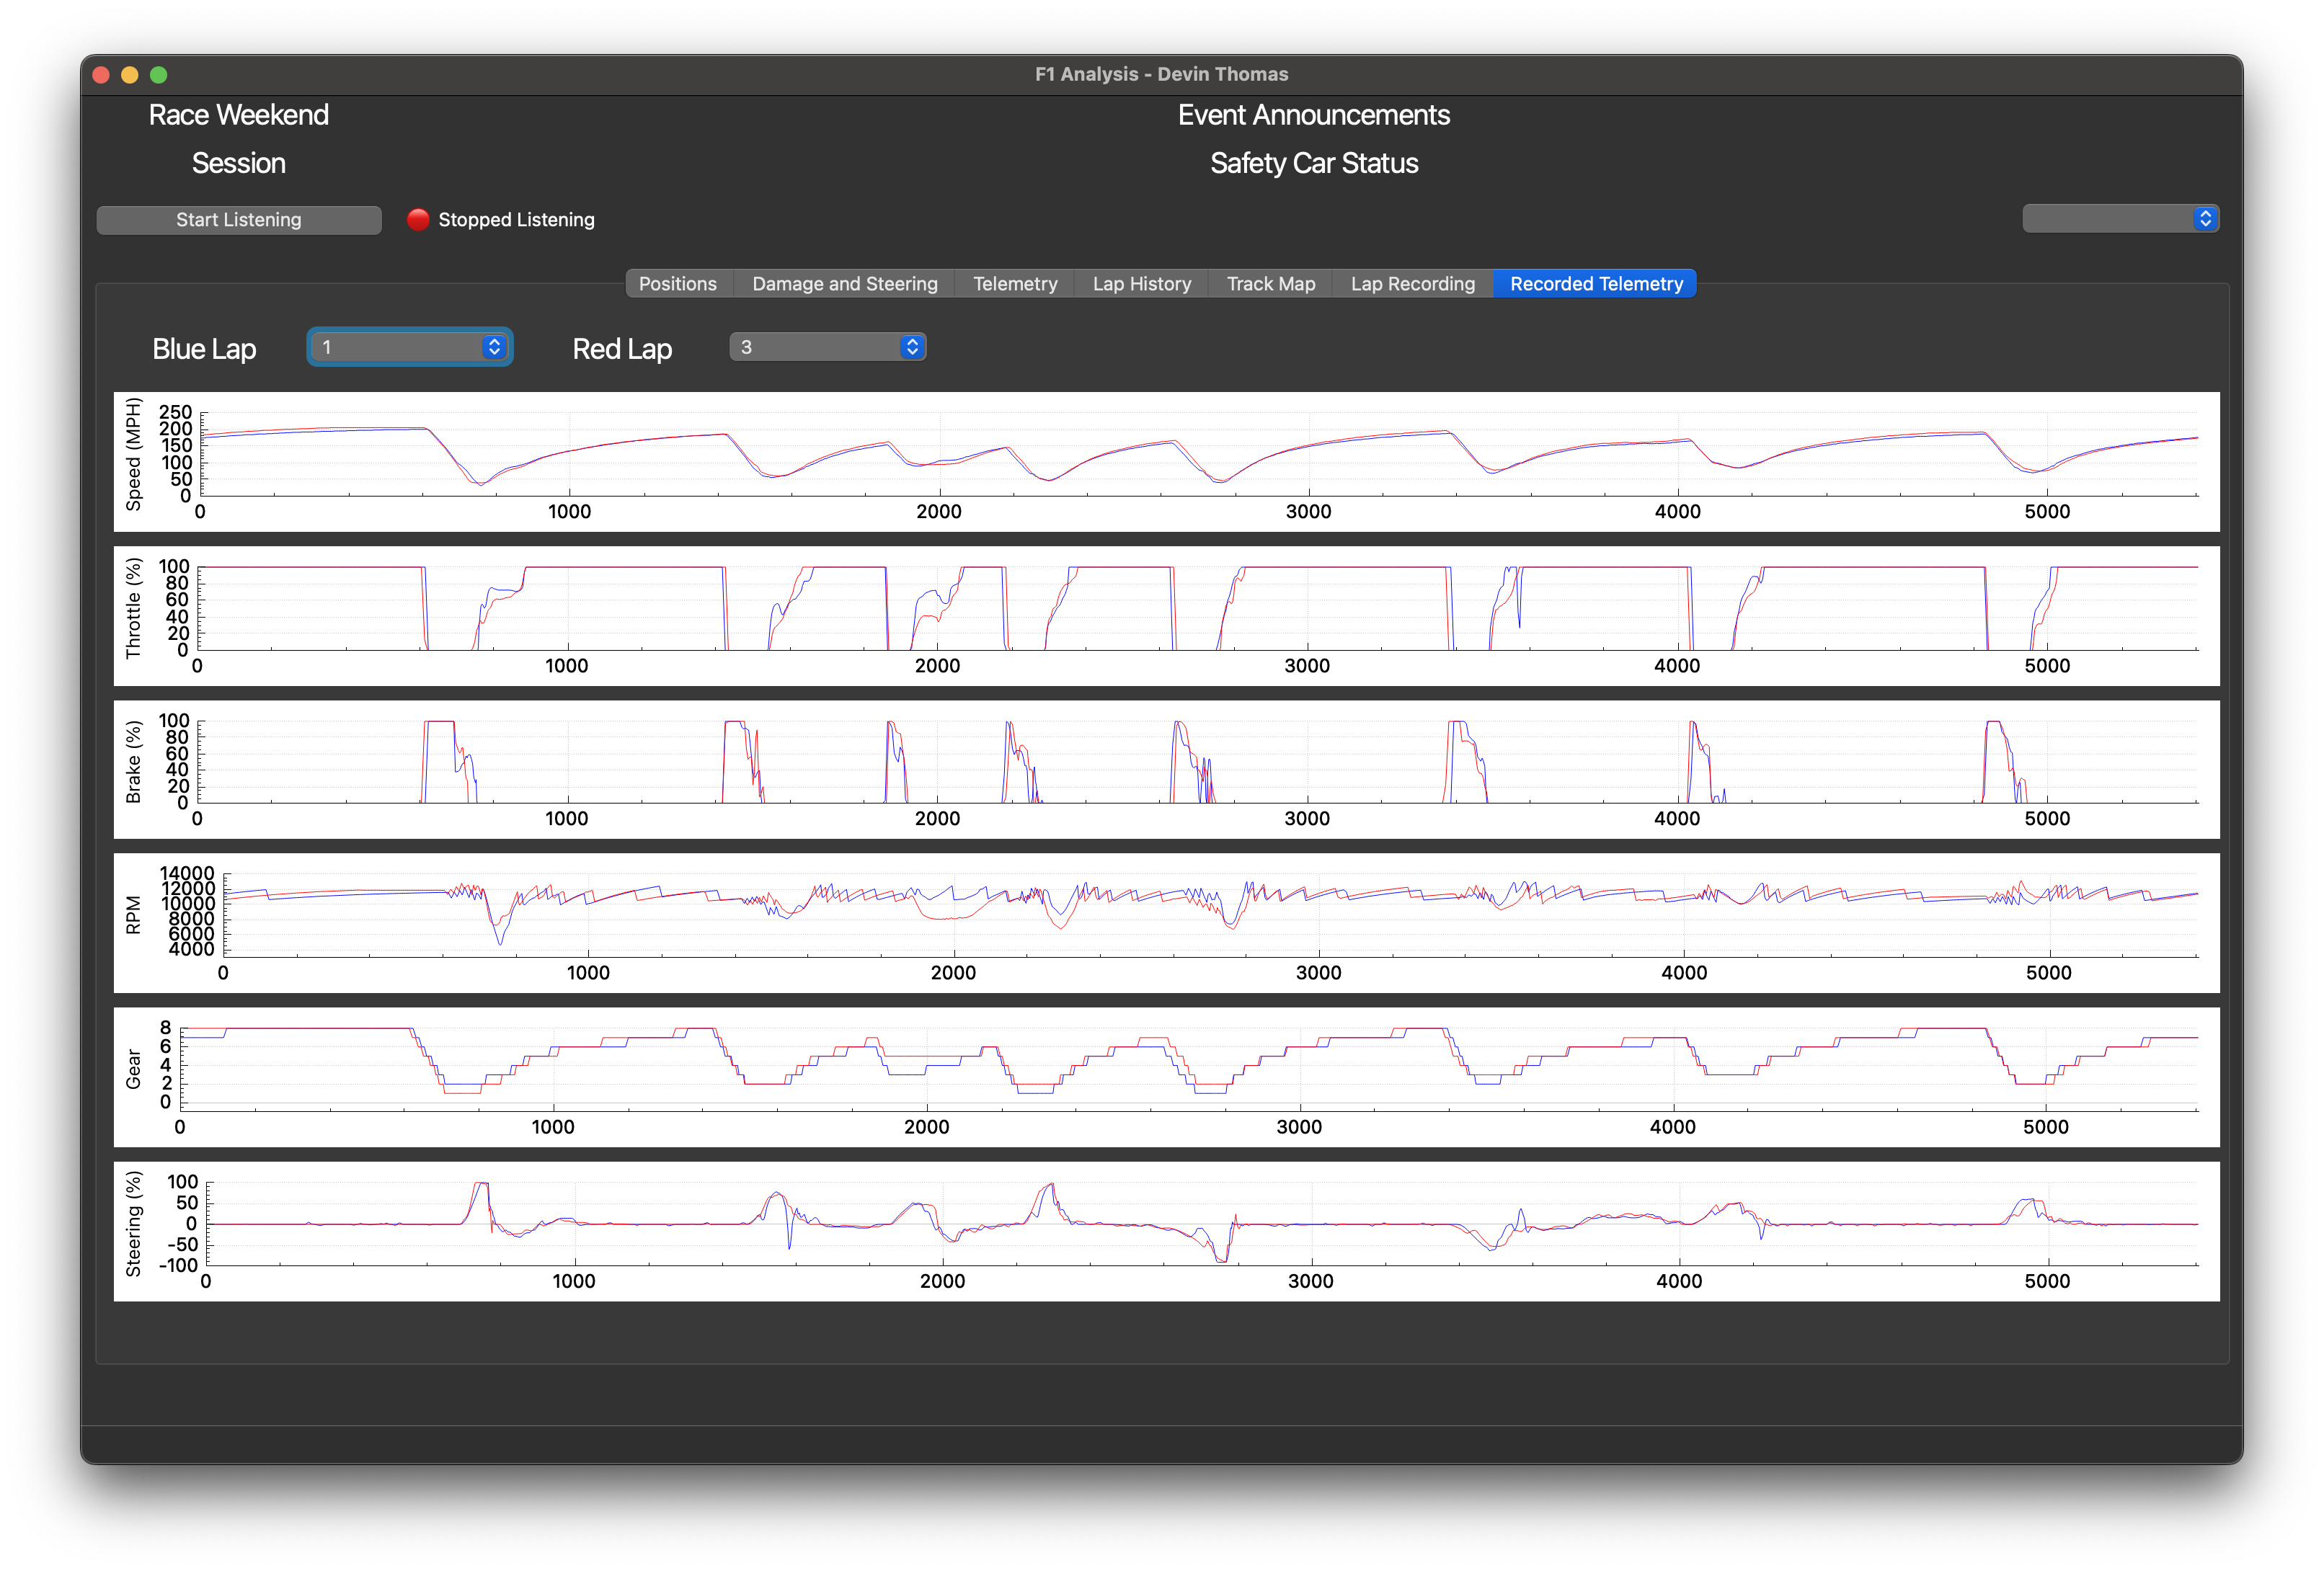 F1 Analysis - Devin Thomas
Race Weekend
Event Announcements
Session
Safety Car Status
Start Listening
Stopped Listening
Positions
Damage and Steering
Telemetry
Lap History
Track Map
Lap Recording
Recorded Telemetry
Blue Lap
1
Red Lap
3
Speed (MPH)
250
200
150
100
50
0
0 1000 2000 3000 4000 5000
Throttle (%)
100
80
60
40
20
0
0 1000 2000 3000 4000 5000
Brake (%)
100
80
60
40
20
0
0 1000 2000 3000 4000 5000
RPM
14000
12000
10000
8000
6000
4000
0 1000 2000 3000 4000 5000
Gear
8
6
4
2
0
0 1000 2000 3000 4000 5000
Steering (%)
100
50
0
-50
-100
0 1000 2000 3000 4000 5000